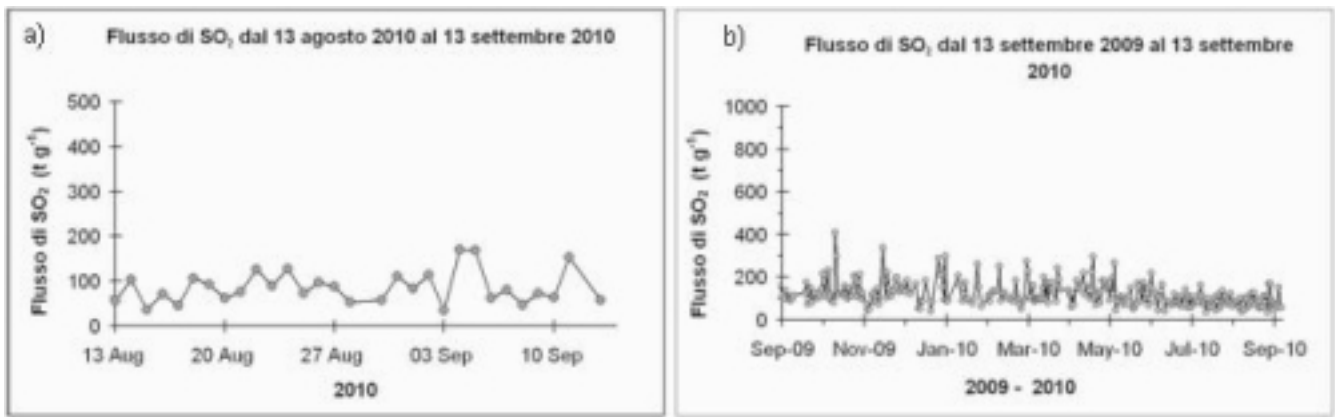 a)
Flusso di SO₂ dal 13 agosto 2010 al 13 settembre 2010
Flusso di SO₂ (t g⁻¹)
500
400
300
200
100
0
13 Aug 20 Aug 27 Aug 03 Sep 10 Sep
2010
b)
Flusso di SO₂ dal 13 settembre 2009 al 13 settembre
2010
Flusso di SO₂ (t g⁻¹)
1000
800
600
400
200
0
Sep-09 Nov-09 Jan-10 Mar-10 May-10 Jul-10 Sep-10
2009 - 2010